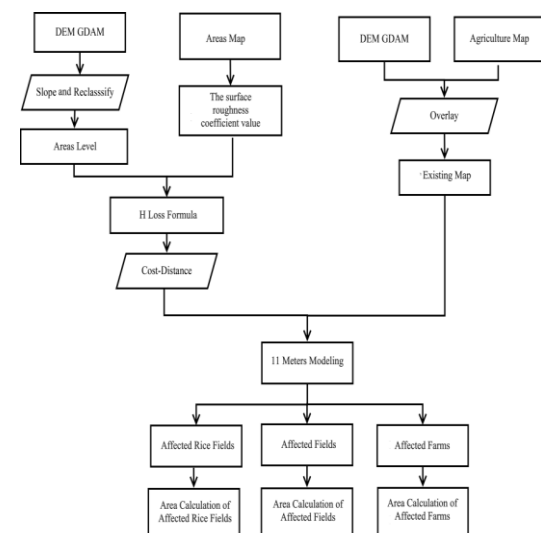 DEM GDAM
Areas Map
DEM GDAM
Agriculture Map
Slope and Reclasssify
The surface
roughness
coefficient value
Overlay
Areas Level
Existing Map
H Loss Formula
Cost-Distance
11 Meters Modeling
Affected Rice Fields
Affected Fields
Affected Farms
Area Calculation of
Affected Rice Fields
Area Calculation of
Affected Fields
Area Calculation of
Affected Farms